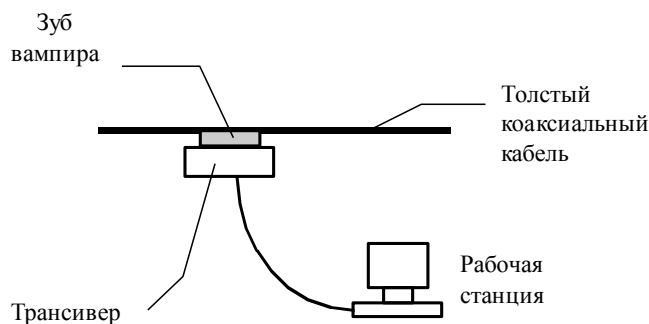 Зуб
вампира
Толстый
коаксиальный
кабель
Рабочая
станция
Трансивер